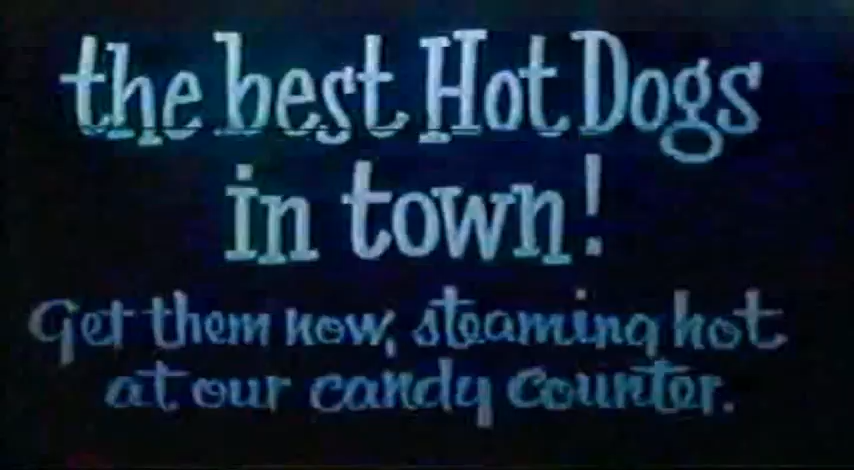 the best Hot Dogs
in town!
Get them now, steaming hot
at our candy counter.